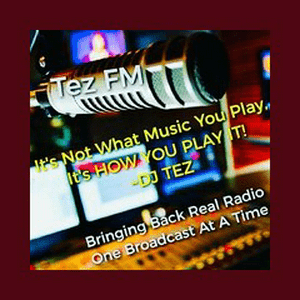 Tez FM
It's Not What Music You Play,
It's HOW YOU PLAY IT!
~DJ TEZ
Bringing Back Real Radio
One Broadcast At A Time